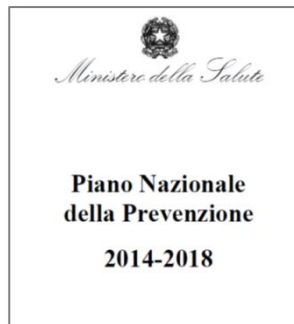 Ministero della Salute
Piano Nazionale
della Prevenzione
2014-2018